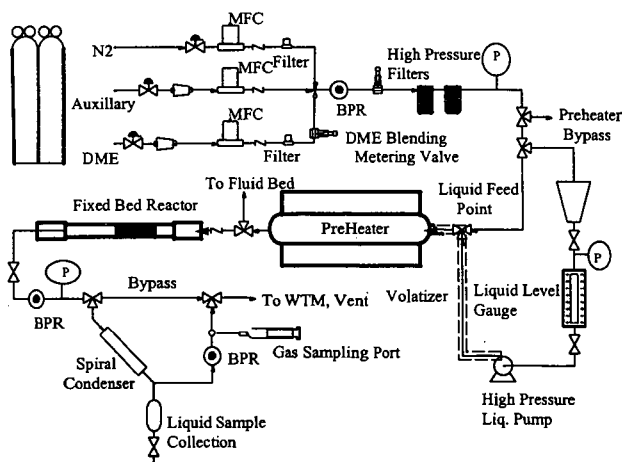 MFC
N2
Filter
MFC
Auxillary
MFC
DME
Filter
BPR
High Pressure
Filters
P
Preheater
Bypass
DME Blending
Metering Valve
To Fluid Bed
Liquid Feed
Point
Fixed Bed Reactor
PreHeater
P
P
Bypass
To WTM, Vent
Volatizer
Liquid Level
Gauge
BPR
BPR
Gas Sampling Port
Spiral
Condenser
High Pressure
Liq. Pump
Liquid Sample
Collection